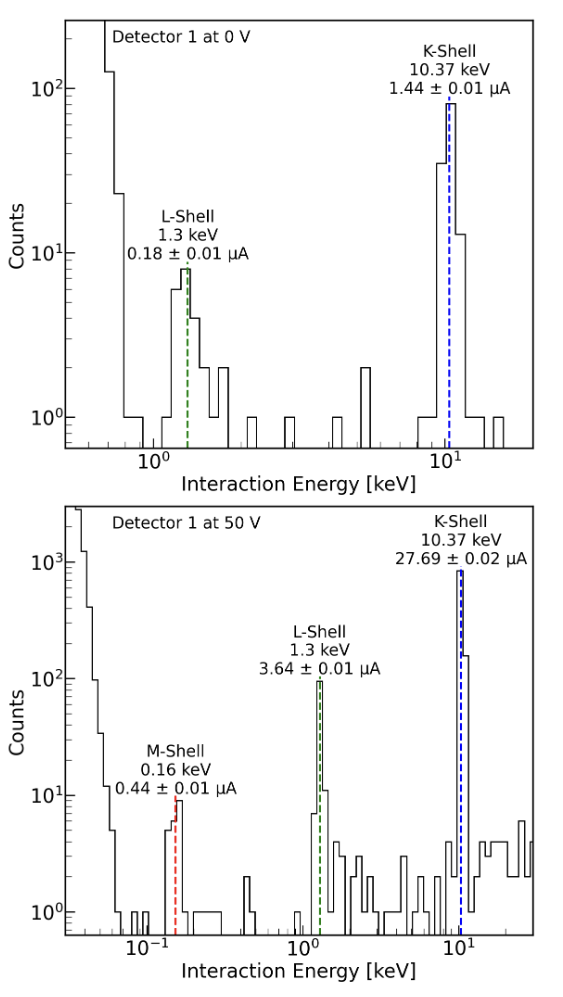 Detector 1 at 0 V
K-Shell
10.37 keV
1.44 ± 0.01 μA
L-Shell
1.3 keV
0.18 ± 0.01 μA
Counts
10²
10¹
10⁰
10⁰
10¹
Interaction Energy [keV]
Detector 1 at 50 V
K-Shell
10.37 keV
27.69 ± 0.02 μA
L-Shell
1.3 keV
3.64 ± 0.01 μA
M-Shell
0.16 keV
0.44 ± 0.01 μA
Counts
10³
10²
10¹
10⁰
10⁻¹
10⁰
10¹
Interaction Energy [keV]